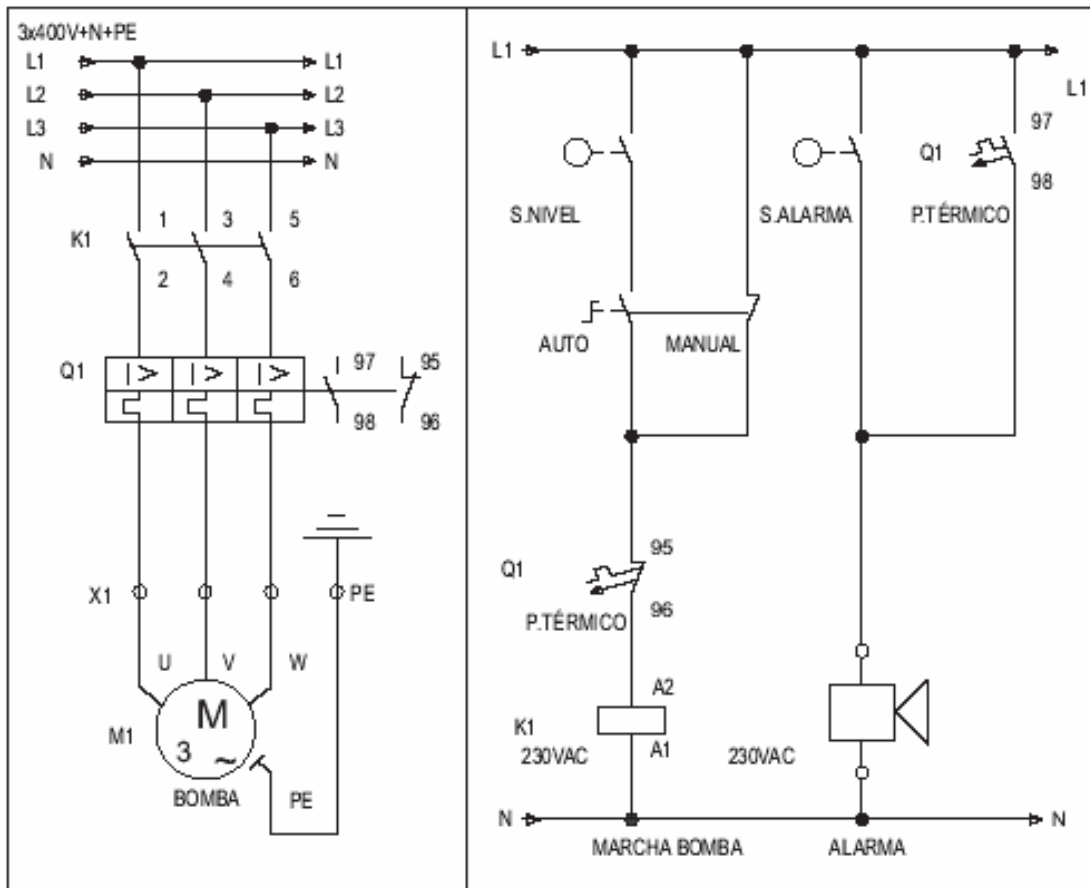 3x400V+N+PE
L1 L1
L2 L2
L3 L3
N N
1 3 5
K1
2 4 6
Q1
I> I> I>
97 95
98 96
X1
PE
U V W
M1
M
3 ~
BOMBA
PE
L1
L1
97
Q1
98
S.NIVEL
S.ALARMA
P.TÉRMICO
AUTO
MANUAL
95
Q1
96
P.TÉRMICO
A2
K1
A1
230VAC
230VAC
N N
MARCHA BOMBA
ALARMA